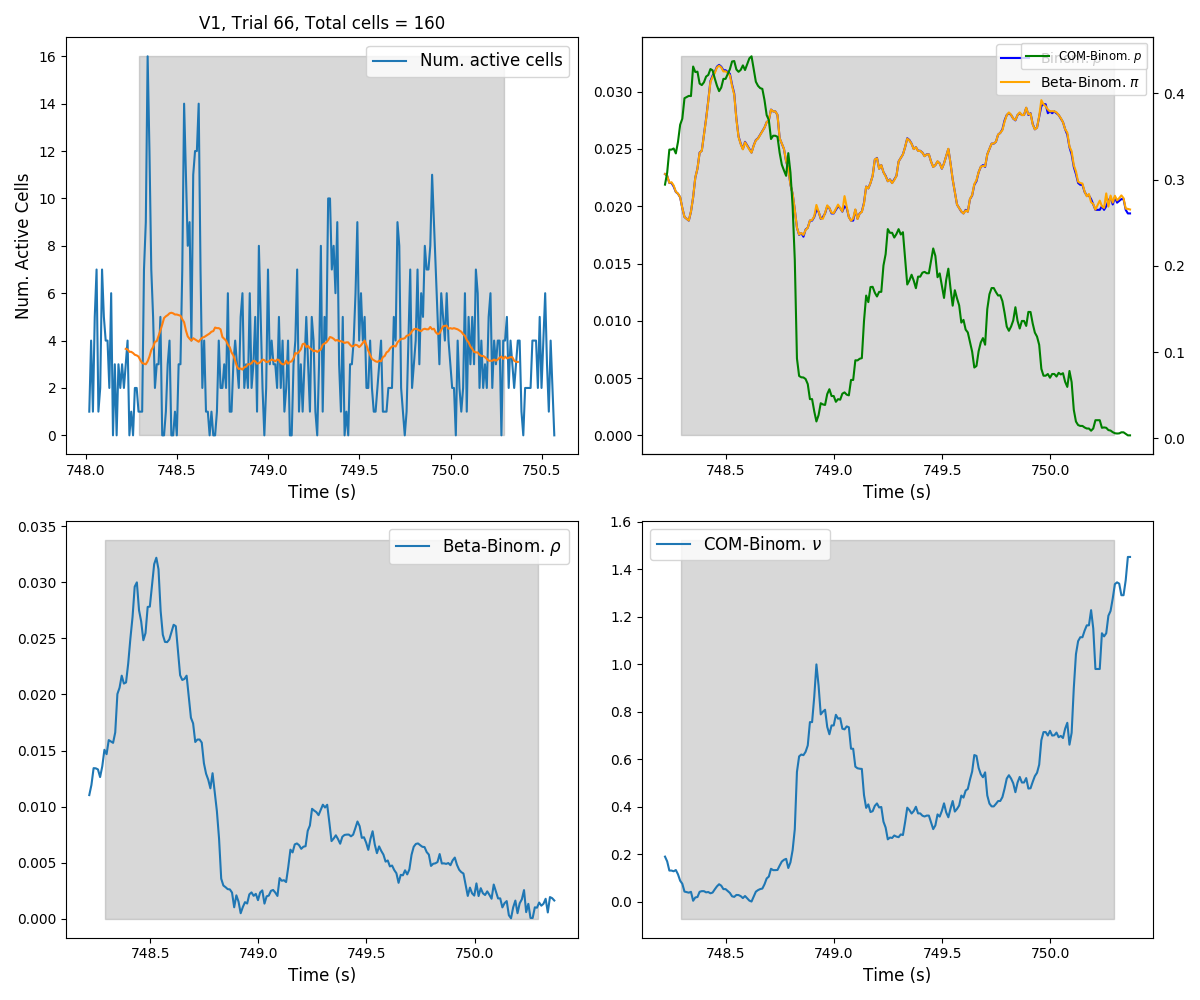 V1, Trial 66, Total cells = 160
Num. Active Cells
16
14
12
10
8
6
4
2
0
Num. active cells
748.0 748.5 749.0 749.5 750.0 750.5
Time (s)
0.030
0.025
0.020
0.015
0.010
0.005
0.000
COM-Binom. p
Beta-Binom. π
0.4
0.3
0.2
0.1
0.0
748.5 749.0 749.5 750.0
Time (s)
0.035
0.030
0.025
0.020
0.015
0.010
0.005
0.000
Beta-Binom. ρ
748.5 749.0 749.5 750.0
Time (s)
1.6
1.4
1.2
1.0
0.8
0.6
0.4
0.2
0.0
COM-Binom. ν
748.5 749.0 749.5 750.0
Time (s)